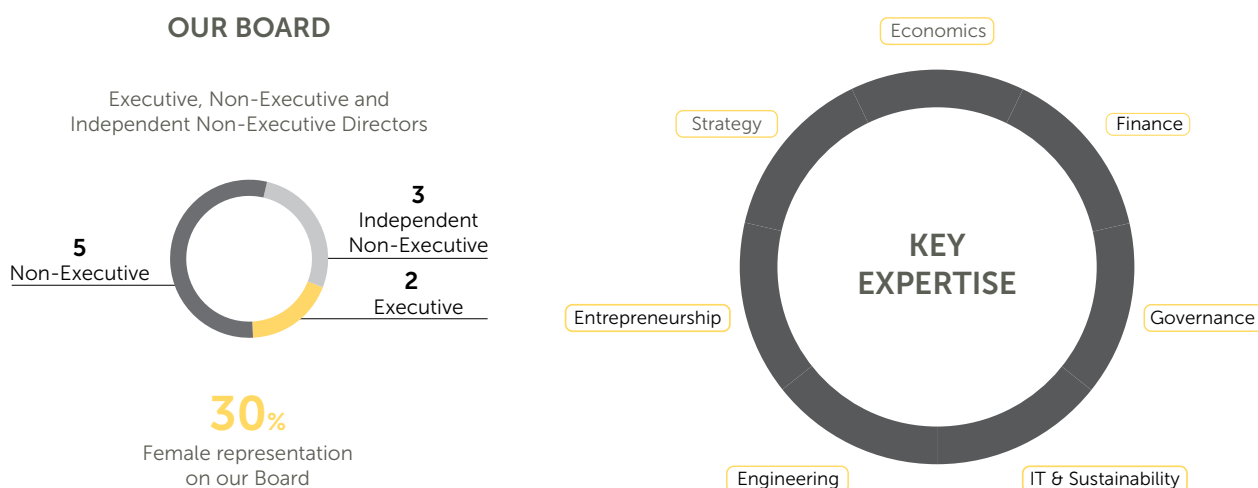 OUR BOARD
Executive, Non-Executive and
Independent Non-Executive Directors
5
Non-Executive
3
Independent
Non-Executive
2
Executive
30%
Female representation
on our Board
Economics
Strategy
Finance
KEY
EXPERTISE
Entrepreneurship
Governance
Engineering
IT & Sustainability